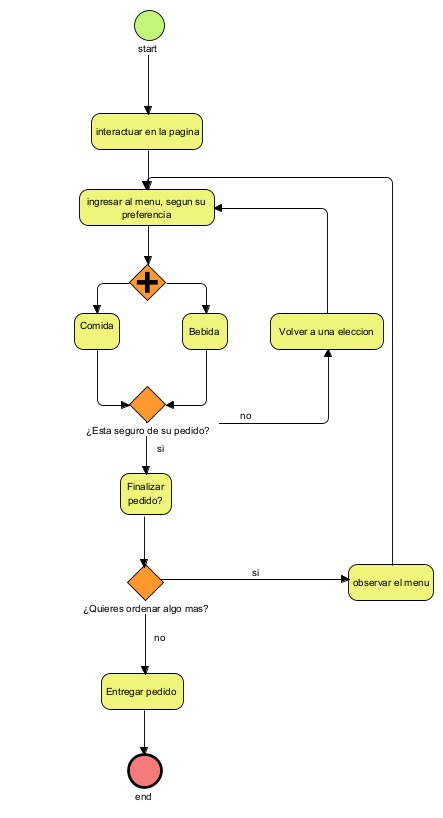 start
interactuar en la pagina
ingresar al menu, segun su
preferencia
Comida
Bebida
Volver a una eleccion
¿Esta seguro de su pedido?
no
si
Finalizar
pedido?
si
observar el menu
¿Quieres ordenar algo mas?
no
Entregar pedido
end